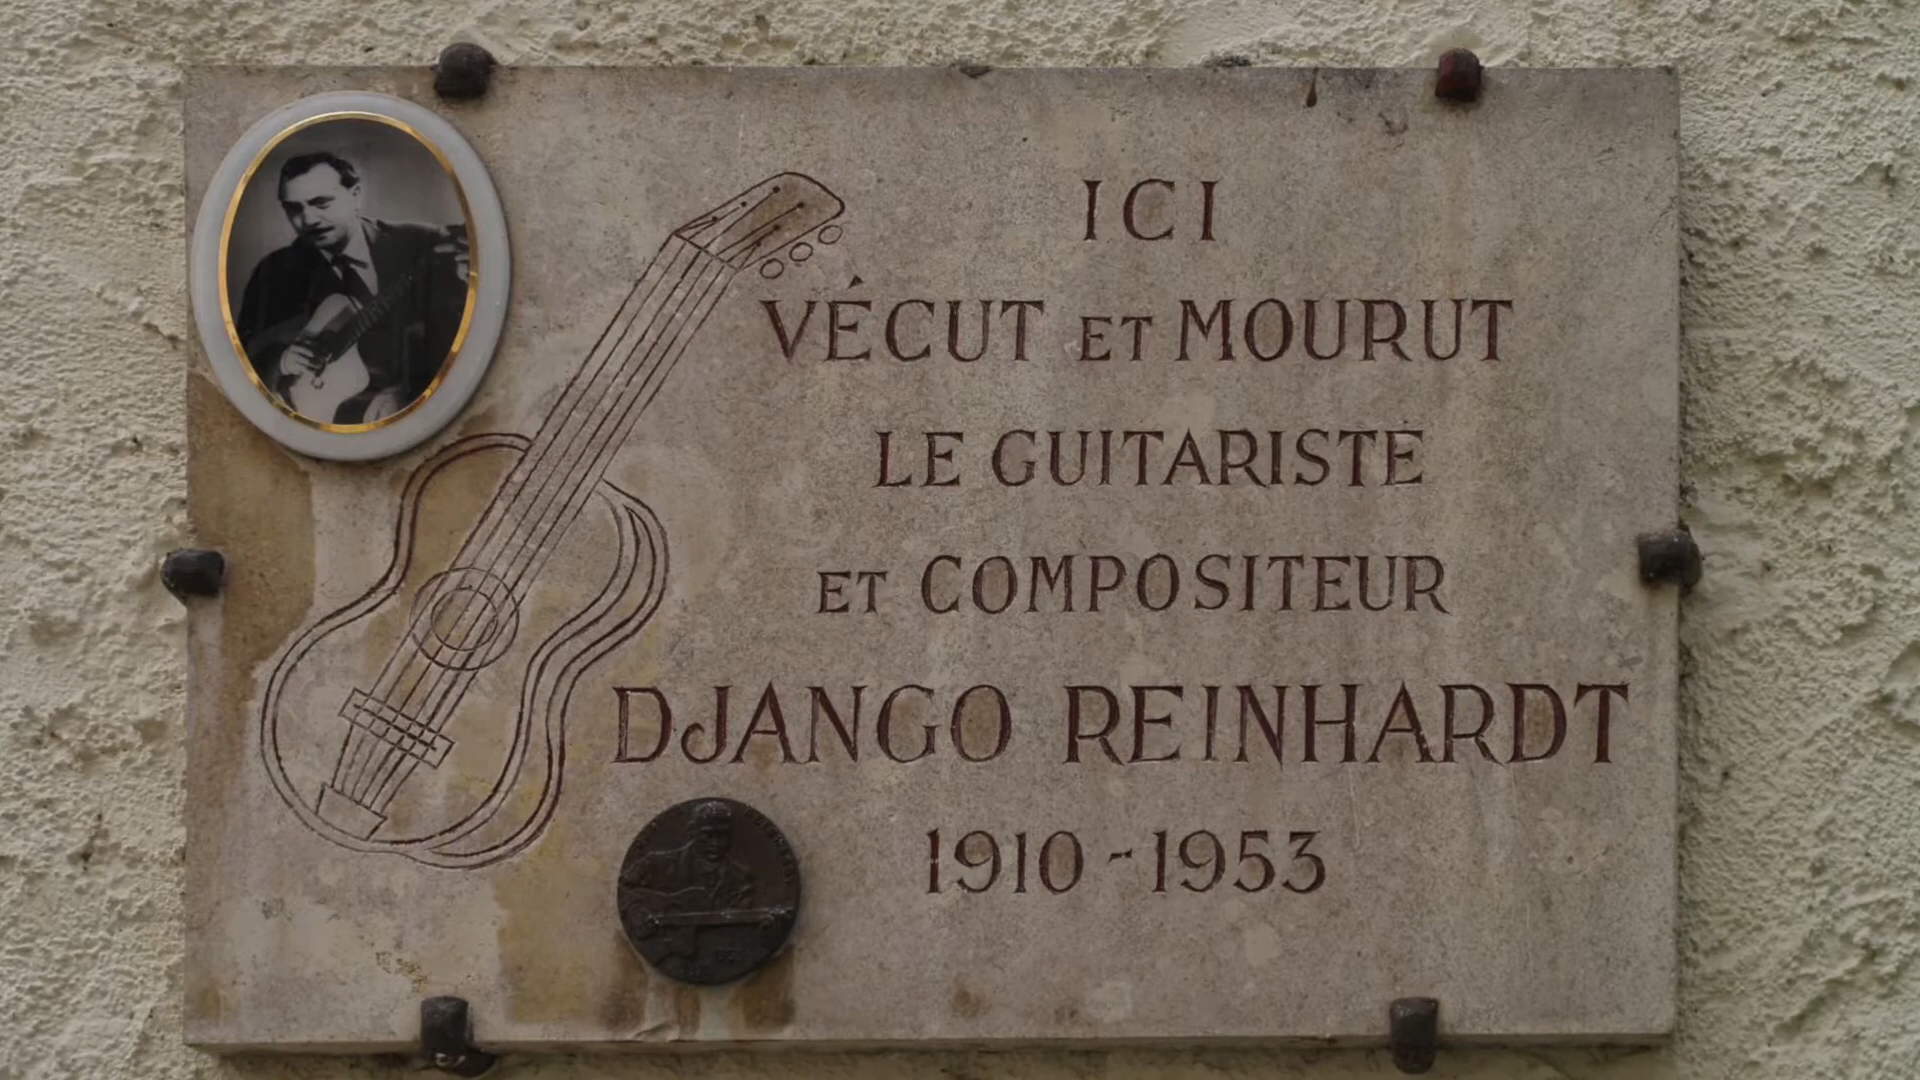 ICI
VÉCUT ET MOURUT
LE GUITARISTE
ET COMPOSITEUR
DJANGO REINHARDT
1910-1953